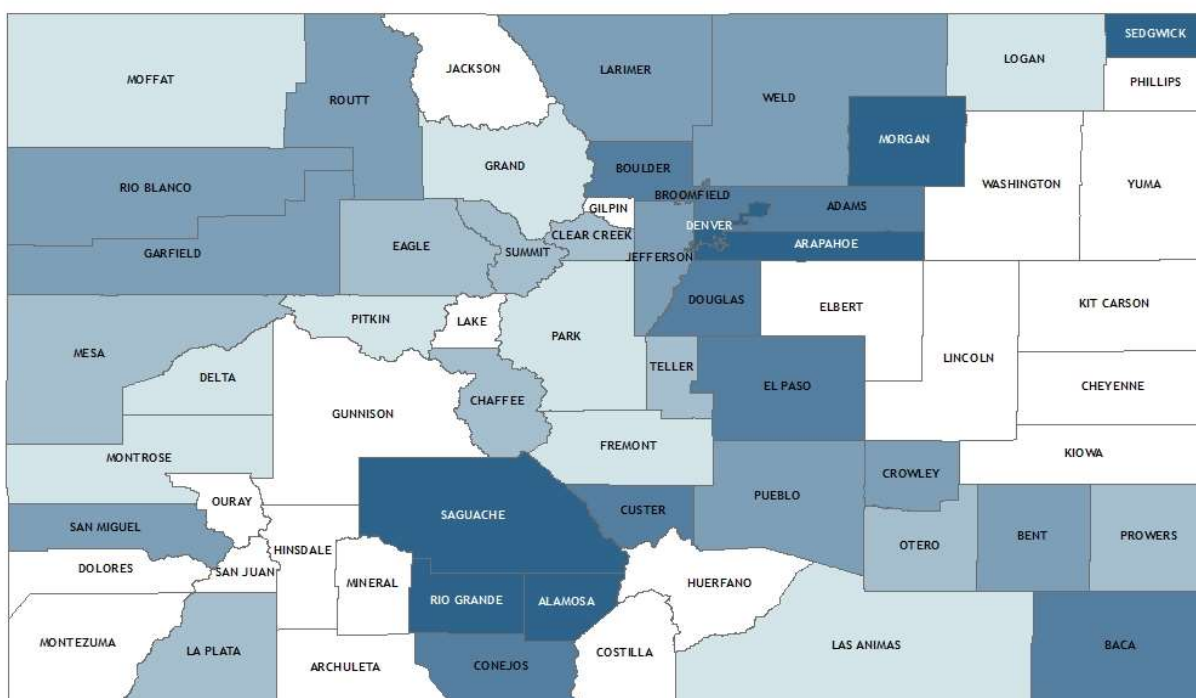 SEDGWICK
LOGAN
JACKSON
LARIMER
MOFFAT
PHILLIPS
ROUTT
WELD
MORGAN
GRAND
BOULDER
WASHINGTON
YUMA
RIO BLANCO
BROOMFIELD
GILPIN
ADAMS
DENVER
CLEAR CREEK
EAGLE
SUMMIT
ARAPAHOE
GARFIELD
JEFFERSON
DOUGLAS
ELBERT
KIT CARSON
PITKIN
LAKE
PARK
MESA
LINCOLN
TELLER
DELTA
EL PASO
CHEYENNE
CHAFFEE
GUNNISON
FREMONT
KIOWA
MONTROSE
CROWLEY
PUEBLO
OURAY
SAGUACHE
CUSTER
SAN MIGUEL
BENT
PROWERS
OTERO
HINSDALE
DOLORES
SAN JUAN
MINERAL
HUERFANO
RIO GRANDE
ALAMOSA
MONTEZUMA
LA PLATA
COSTILLA
LAS ANIMAS
BACA
ARCHULETA
CONEJOS